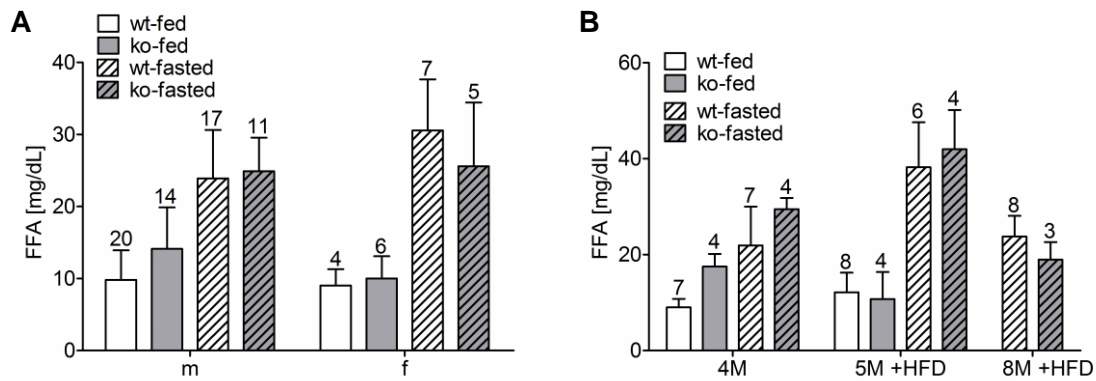 A
wt-fed
ko-fed
wt-fasted
ko-fasted
FFA [mg/dL]
40
30
20
10
0
20
14
17
11
4
6
7
5
m
f
B
wt-fed
ko-fed
wt-fasted
ko-fasted
FFA [mg/dL]
60
40
20
0
7
4
7
4
8
4
6
4
8
3
4M
5M +HFD
8M +HFD